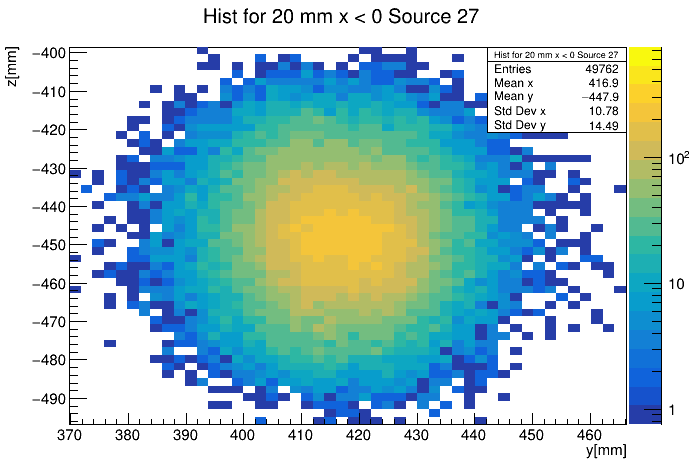 Hist for 20 mm x < 0 Source 27
z[mm]
Hist for 20 mm x < 0 Source 27
Entries 49762
Mean x 416.9
Mean y −447.9
Std Dev x 10.78
Std Dev y 14.49
−400
−410
−420
−430
−440
−450
−460
−470
−480
−490
10²
10
1
370 380 390 400 410 420 430 440 450 460
y[mm]